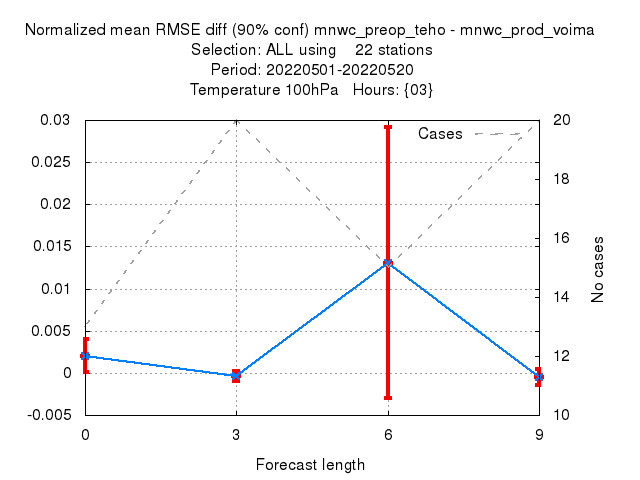 Normalized mean RMSE diff (90% conf) mnwc_preop_teho - mnwc_prod_voima
Selection: ALL using    22 stations
Period: 20220501-20220520
Temperature 100hPa   Hours: {03}
Cases
0.03
0.025
0.02
0.015
0.01
0.005
0
-0.005
20
18
16
14
12
10
No cases
0 3 6 9
Forecast length